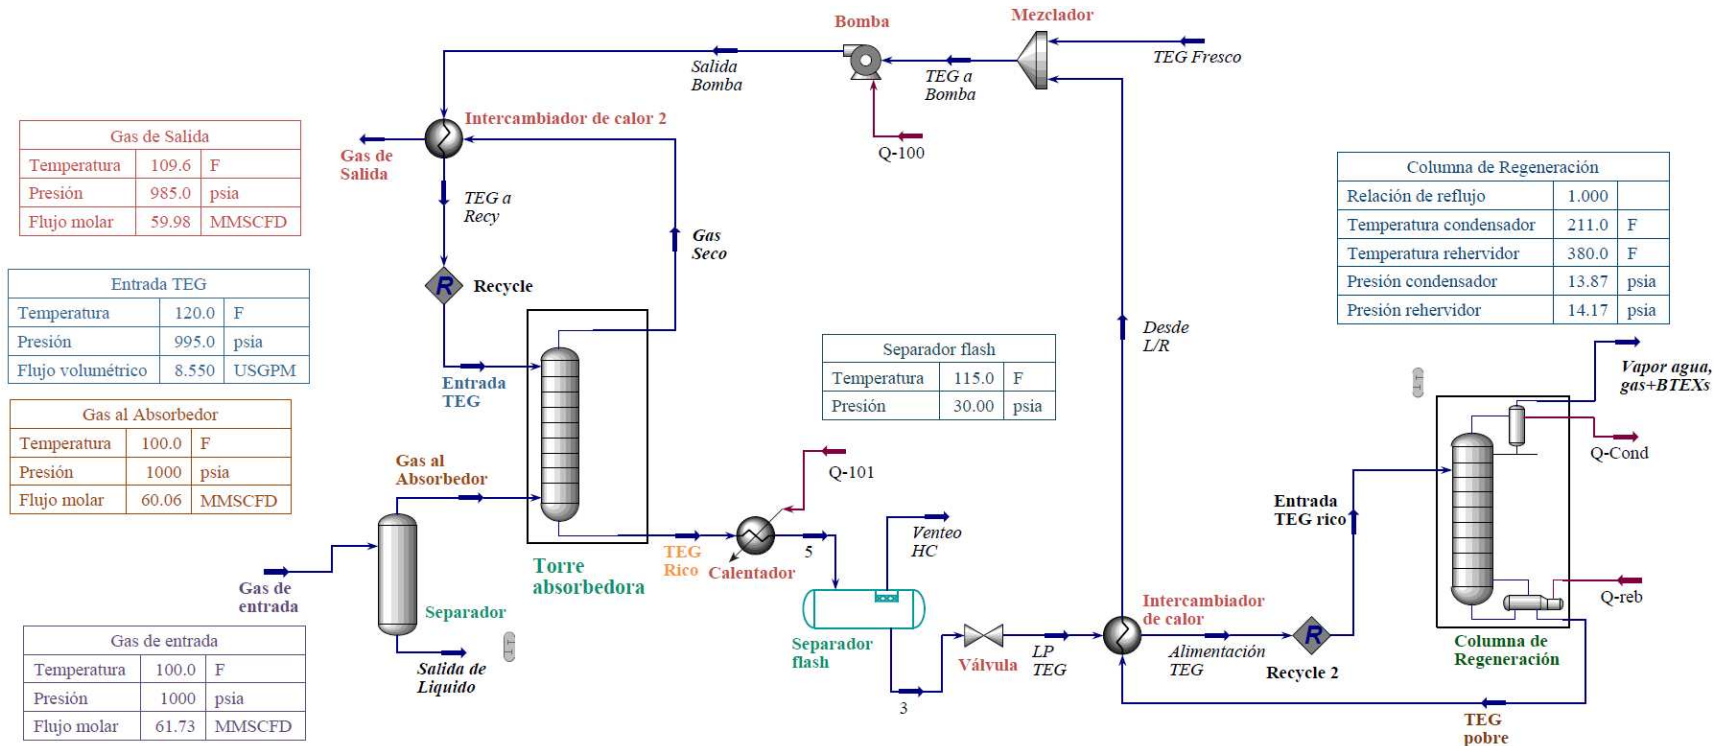 Bomba
Mezclador
TEG Fresco
TEG a
Bomba
Salida
Bomba
Q-100
Intercambiador de calor 2
Gas de
Salida
TEG a
Recy
Gas
Seco
R
Recycle
Gas de Salida
Temperatura 109.6 F
Presión 985.0 psia
Flujo molar 59.98 MMSCFD
Entrada TEG
Temperatura 120.0 F
Presión 995.0 psia
Flujo volumétrico 8.550 USGPM
Gas al Absorbedor
Temperatura 100.0 F
Presión 1000 psia
Flujo molar 60.06 MMSCFD
Gas de entrada
Temperatura 100.0 F
Presión 1000 psia
Flujo molar 61.73 MMSCFD
Entrada
TEG
Gas al
Absorbedor
Gas de
entrada
Separador
Salida de
Liquido
Torre
absorbedora
TEG
Rico
Calentador
Q-101
5
Separador flash
Temperatura 115.0 F
Presión 30.00 psia
Venteo
HC
Separador
flash
3
Válvula
LP
TEG
Desde
L/R
Intercambiador
de calor
Alimentación
TEG
R
Recycle 2
Entrada
TEG rico
Columna de Regeneración
Relación de reflujo 1.000
Temperatura condensador 211.0 F
Temperatura rehervidor 380.0 F
Presión condensador 13.87 psia
Presión rehervidor 14.17 psia
Vapor agua,
gas+BTEXs
Q-Cond
Q-reb
Columna de
Regeneración
TEG
pobre